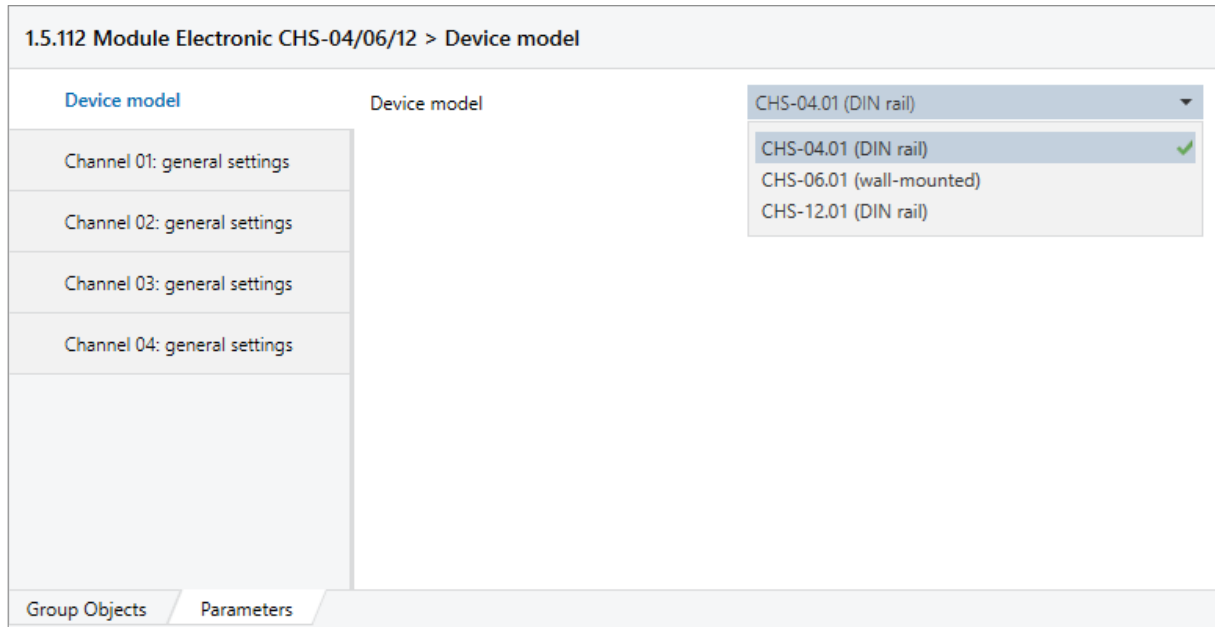 1.5.112 Module Electronic CHS-04/06/12 > Device model
Device model
Channel 01: general settings
Channel 02: general settings
Channel 03: general settings
Channel 04: general settings
Device model
CHS-04.01 (DIN rail)
CHS-04.01 (DIN rail)
CHS-06.01 (wall-mounted)
CHS-12.01 (DIN rail)
Group Objects
Parameters